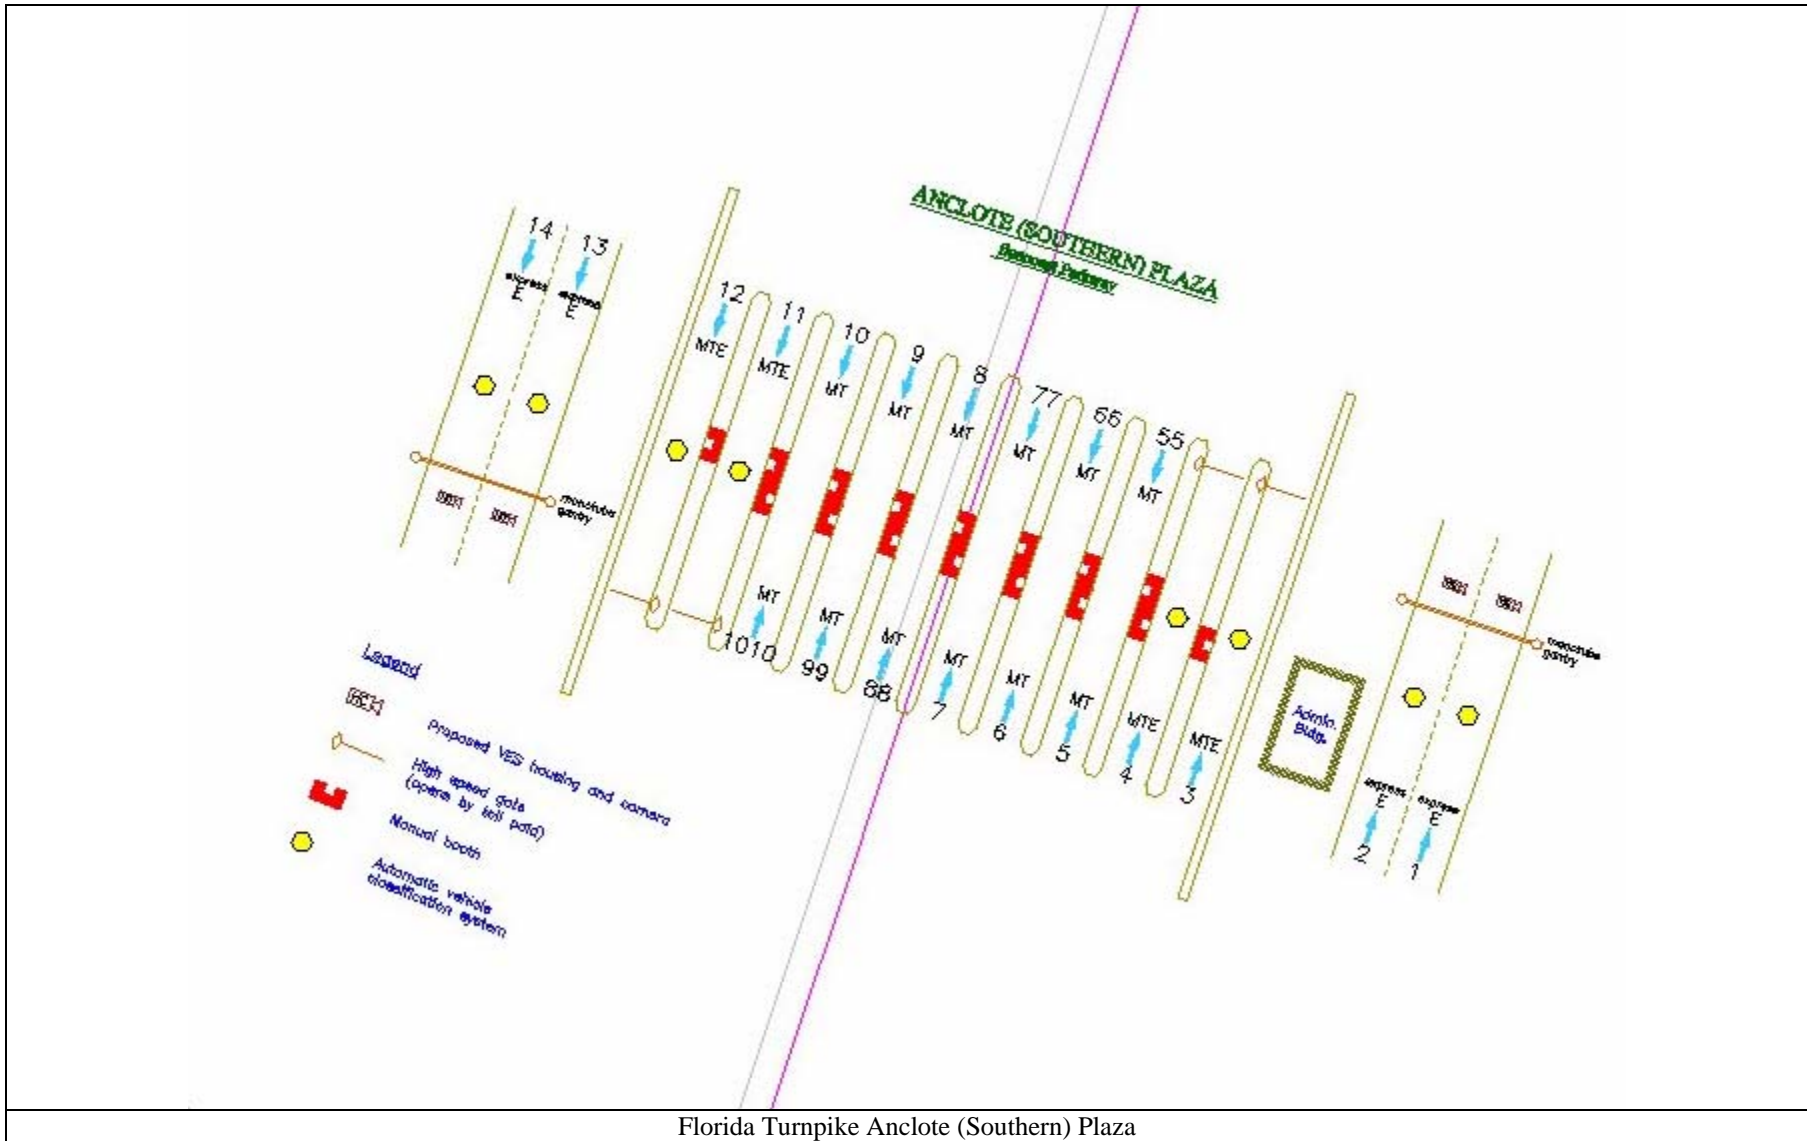 ANCLOTE (SOUTHERN) PLAZA
14
13
express
E
express
E
12
11
10
9
8
77
66
55
MTE
MTE
MT
MT
MT
MT
MT
MT
monotube
gantry
MT
MT
MT
MT
MT
MT
MTE
MTE
1010
99
88
7
6
5
4
3
monotube
gantry
Admin.
Bldg.
express
E
express
E
2
1
Legend
Proposed VES housing and camera
High speed gate
(opens by toll paid)
Manual booth
Automatic vehicle
classification system
Florida Turnpike Anclote (Southern) Plaza